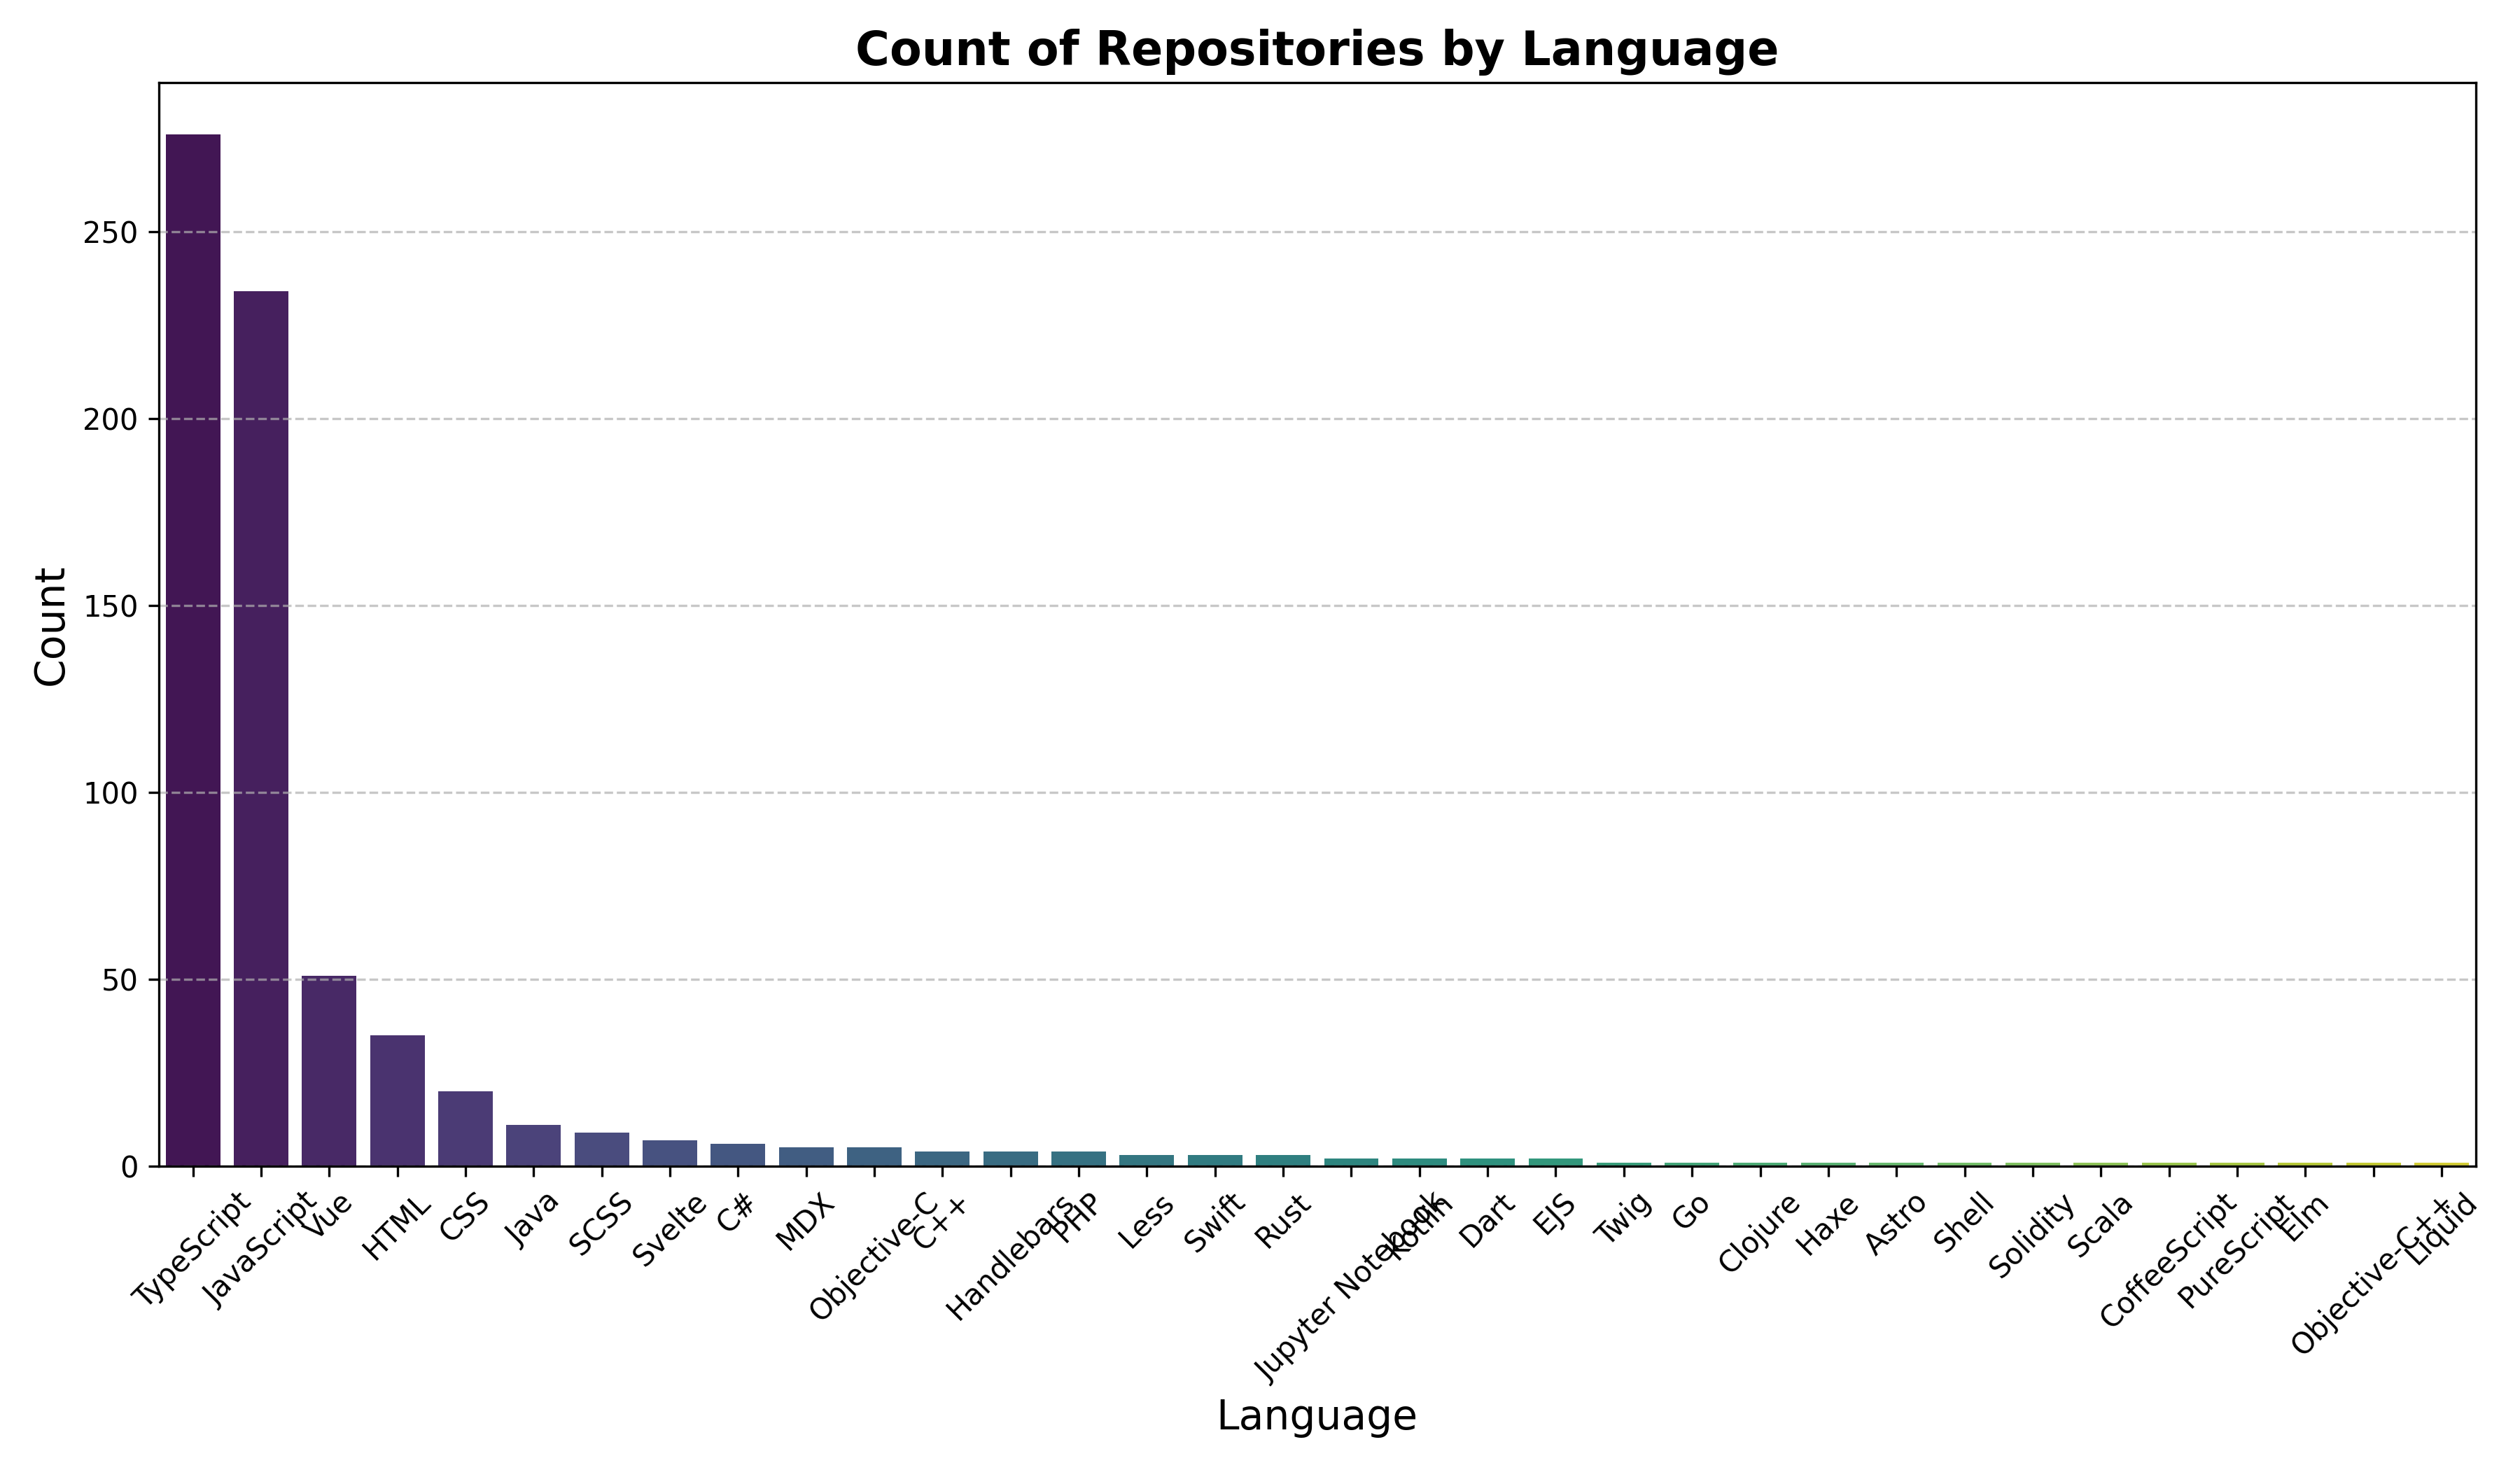 Count of Repositories by Language
Count
250
200
150
100
50
0
TypeScript
JavaScript
Vue
HTML
CSS
Java
SCSS
Svelte
C#
MDX
Objective-C
C++
Handlebars
PHP
Less
Swift
Rust
Jupyter Notebook
Kotlin
Dart
EJS
Twig
Go
Clojure
Haxe
Astro
Shell
Solidity
Scala
CoffeeScript
PureScript
Elm
Objective-C++
Liquid
Language